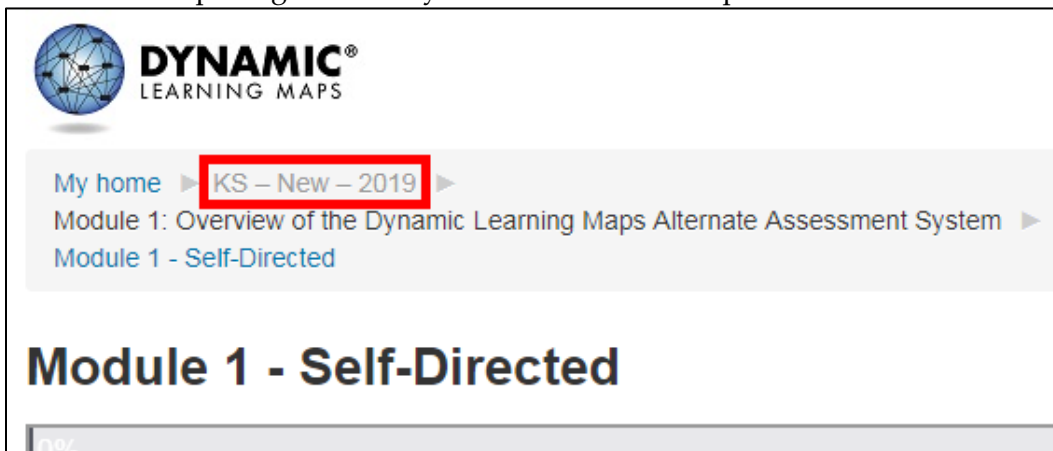 DYNAMIC®
LEARNING MAPS
My home ► KS – New – 2019 ►
Module 1: Overview of the Dynamic Learning Maps Alternate Assessment System ►
Module 1 - Self-Directed
Module 1 - Self-Directed
0%